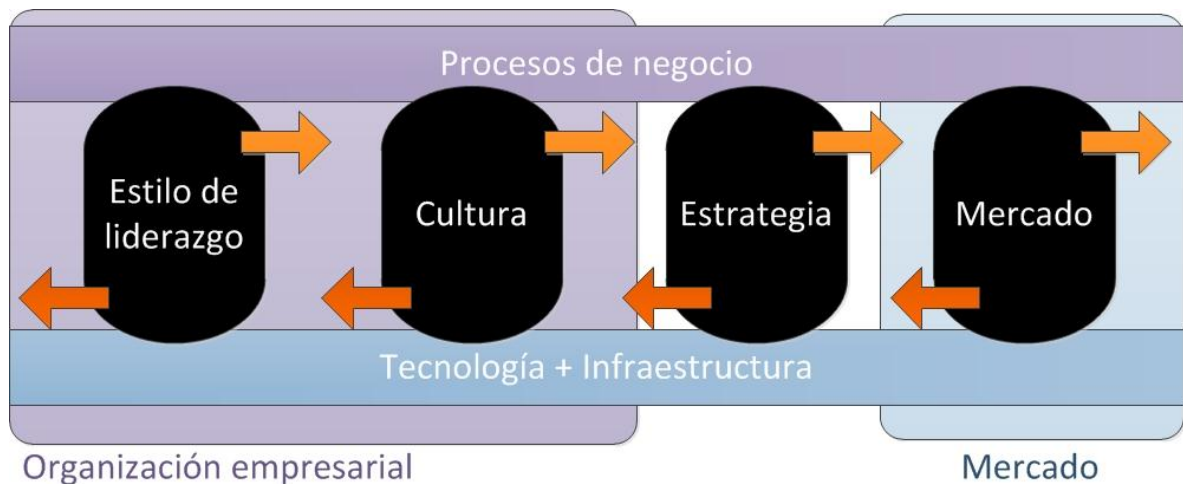 Procesos de negocio
Estilo de
liderazgo
Cultura
Estrategia
Mercado
Tecnología + Infraestructura
Organización empresarial
Mercado